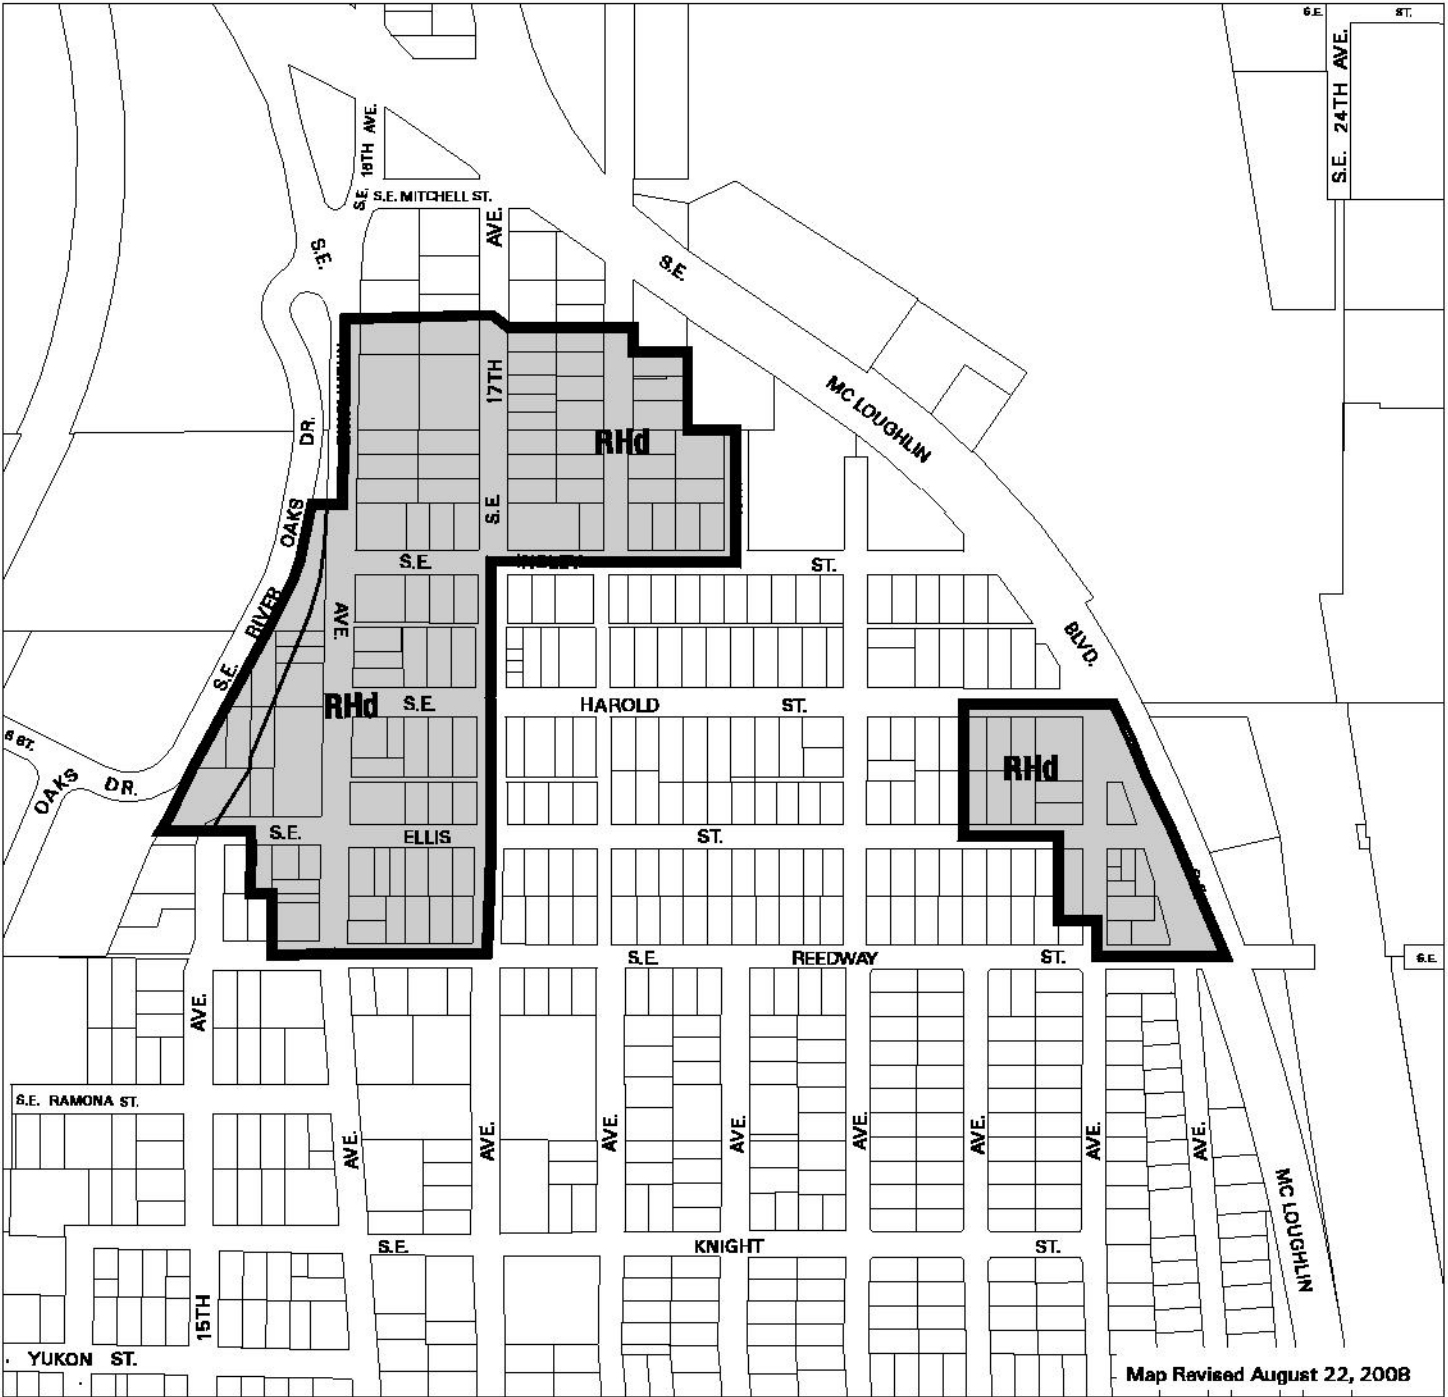 S.E. ST.
S.E. 24TH AVE.
S.E. 16TH AVE.
S.E. MITCHELL ST.
AVE.
S.E.
S.E.
17TH
S.E.
MC LOUGHLIN
BLVD.
RHd
DR.
OAKS
RIVER
S.E.
AVE.
S.E.
ST.
RHd
S.E.
HAROLD
ST.
RHd
S ST.
OAKS
DR.
S.E.
ELLIS
ST.
S.E.
REEDWAY
ST.
S.E.
AVE.
S.E. RAMONA ST.
AVE.
AVE.
AVE.
AVE.
AVE.
AVE.
AVE.
AVE.
MC LOUGHLIN
S.E.
KNIGHT
ST.
15TH
YUKON ST.
Map Revised August 22, 2008